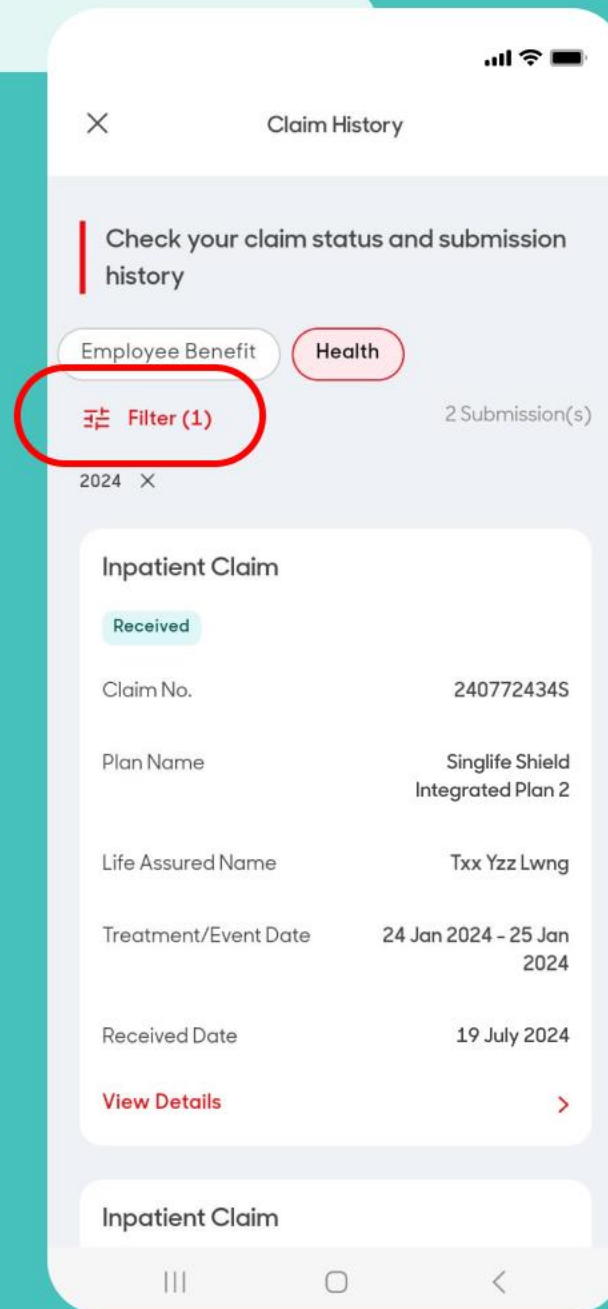 Claim History
Check your claim status and submission
history
Employee Benefit
Health
Filter (1)
2 Submission(s)
2024
Inpatient Claim
Received
Claim No.
240772434S
Plan Name
Singlife Shield
Integrated Plan 2
Life Assured Name
Txx Yzz Lwng
Treatment/Event Date
24 Jan 2024 - 25 Jan
2024
Received Date
19 July 2024
View Details
Inpatient Claim